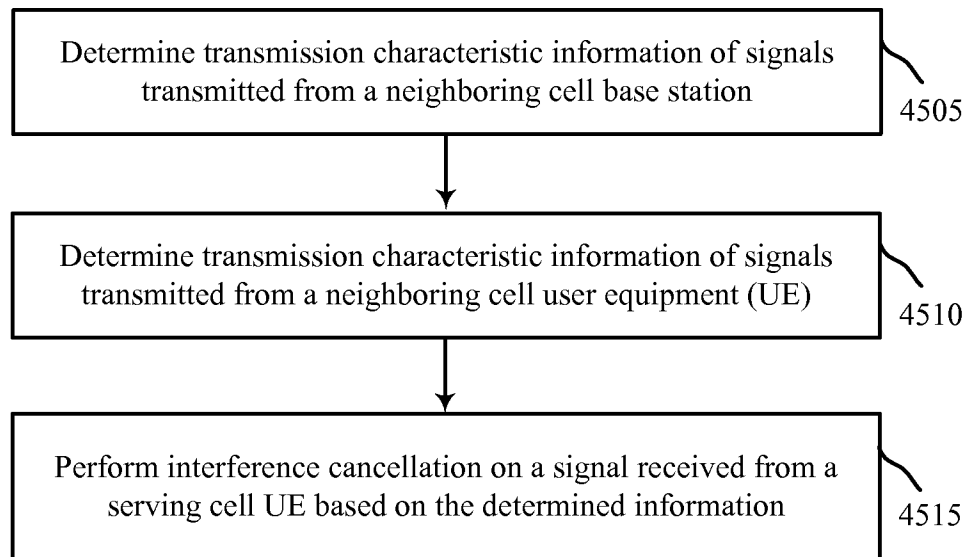 Determine transmission characteristic information of signals
transmitted from a neighboring cell base station
4505
Determine transmission characteristic information of signals
transmitted from a neighboring cell user equipment (UE)
4510
Perform interference cancellation on a signal received from a
serving cell UE based on the determined information
4515